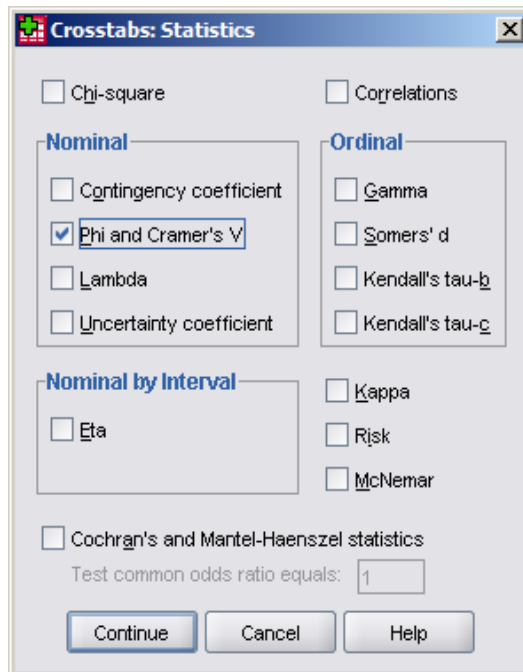 Crosstabs: Statistics
Chi-square
Correlations
Nominal
Contingency coefficient
Phi and Cramer's V
Lambda
Uncertainty coefficient
Ordinal
Gamma
Somers' d
Kendall's tau-b
Kendall's tau-c
Nominal by Interval
Eta
Kappa
Risk
McNemar
Cochran's and Mantel-Haenszel statistics
Test common odds ratio equals: 1
Continue Cancel Help